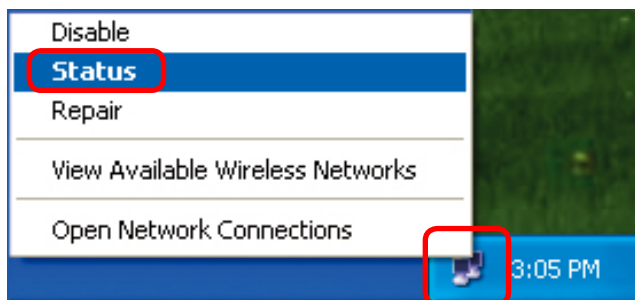 Disable
Status
Repair
View Available Wireless Networks
Open Network Connections
3:05 PM